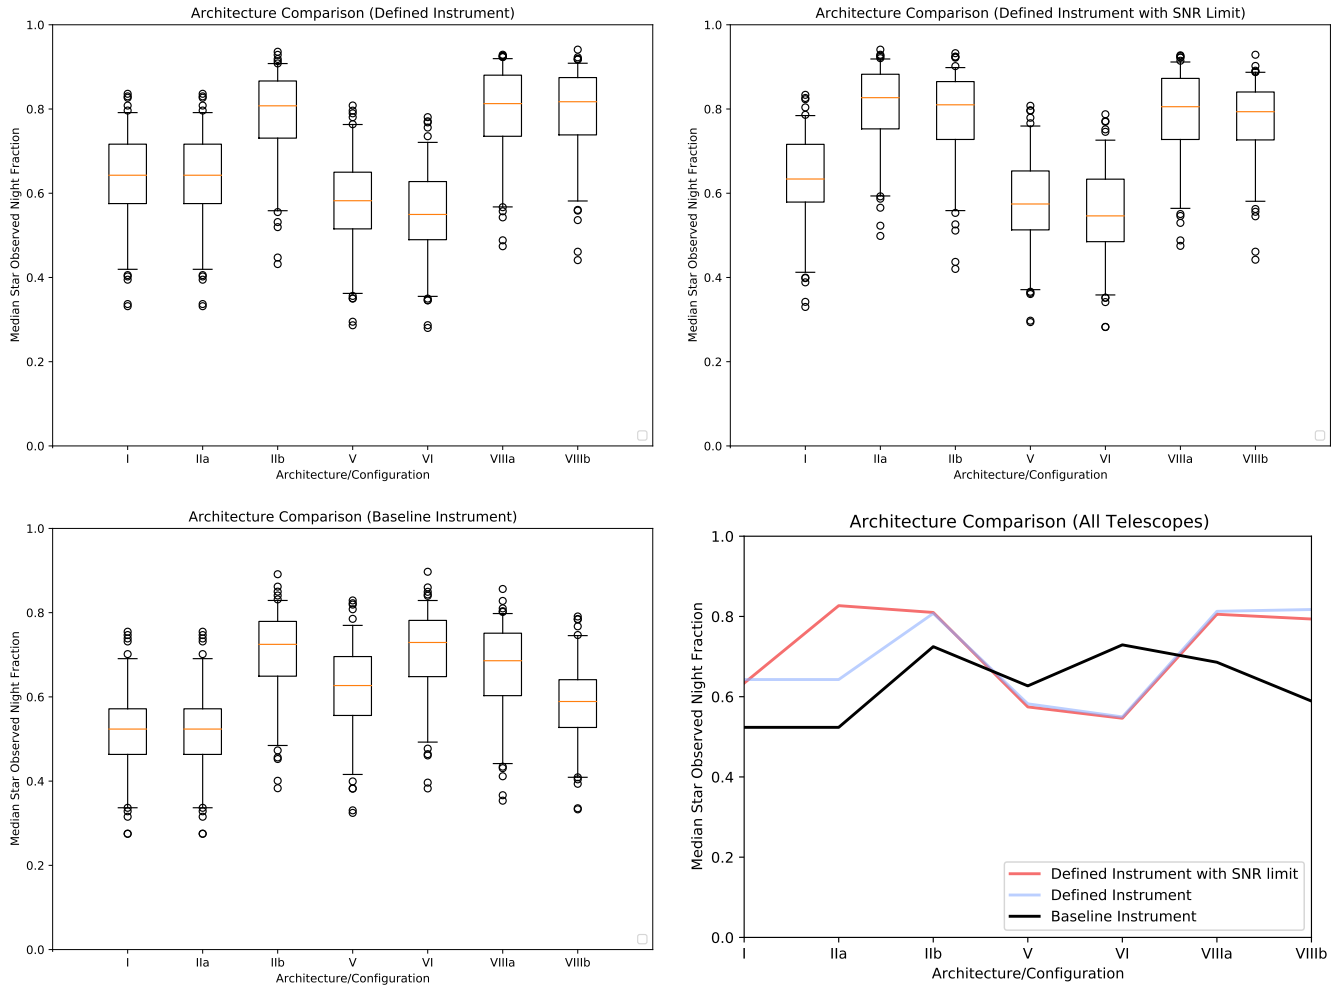 Architecture Comparison (Defined Instrument)
1.0
0.8
0.6
0.4
0.2
0.0
Median Star Observed Night Fraction
I IIa IIb V VI VIIIa VIIIb
Architecture/Configuration
Architecture Comparison (Defined Instrument with SNR Limit)
1.0
0.8
0.6
0.4
0.2
0.0
Median Star Observed Night Fraction
I IIa IIb V VI VIIIa VIIIb
Architecture/Configuration
Architecture Comparison (Baseline Instrument)
1.0
0.8
0.6
0.4
0.2
0.0
Median Star Observed Night Fraction
I IIa IIb V VI VIIIa VIIIb
Architecture/Configuration
Architecture Comparison (All Telescopes)
1.0
0.8
0.6
0.4
0.2
0.0
Median Star Observed Night Fraction
Defined Instrument with SNR limit
Defined Instrument
Baseline Instrument
I IIa IIb V VI VIIIa VIIIb
Architecture/Configuration